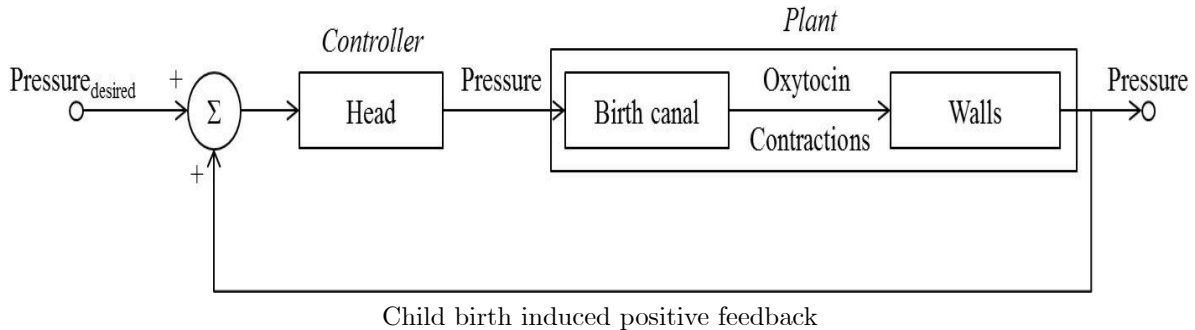 Plant
Controller
Pressure_desired
+
Σ
Head
Pressure
Birth canal
Oxytocin
Contractions
Walls
Pressure
+
Child birth induced positive feedback